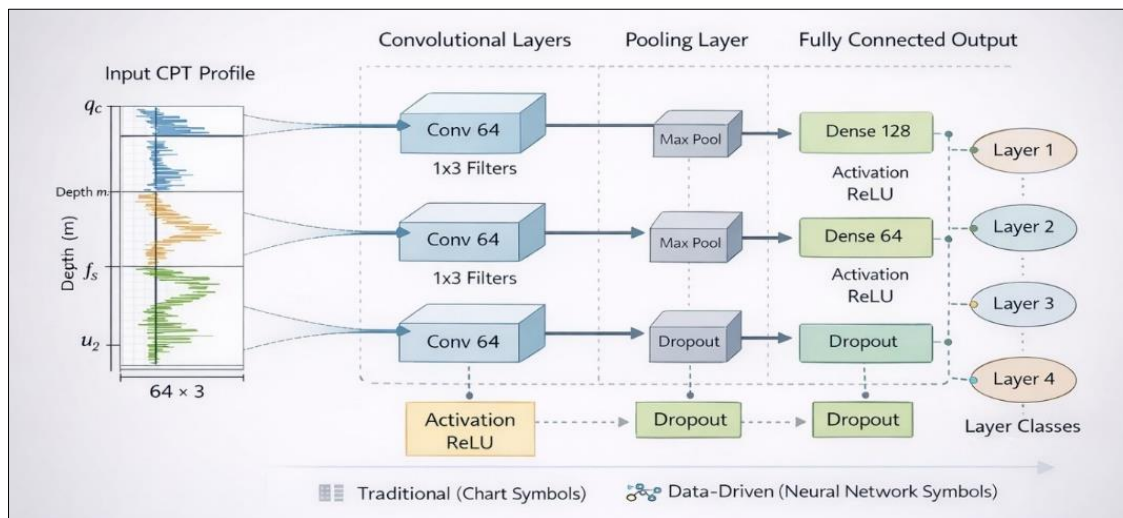 Convolutional Layers
Pooling Layer
Fully Connected Output
Input CPT Profile
qc
Depth m.
Depth (m)
fs
u2
64 × 3
Conv 64
1x3 Filters
Max Pool
Dense 128
Activation
ReLU
Layer 1
Conv 64
1x3 Filters
Max Pool
Dense 64
Activation
ReLU
Layer 2
Layer 3
Conv 64
Dropout
Dropout
Layer 4
Activation
ReLU
Dropout
Dropout
Layer Classes
Traditional (Chart Symbols)
Data-Driven (Neural Network Symbols)